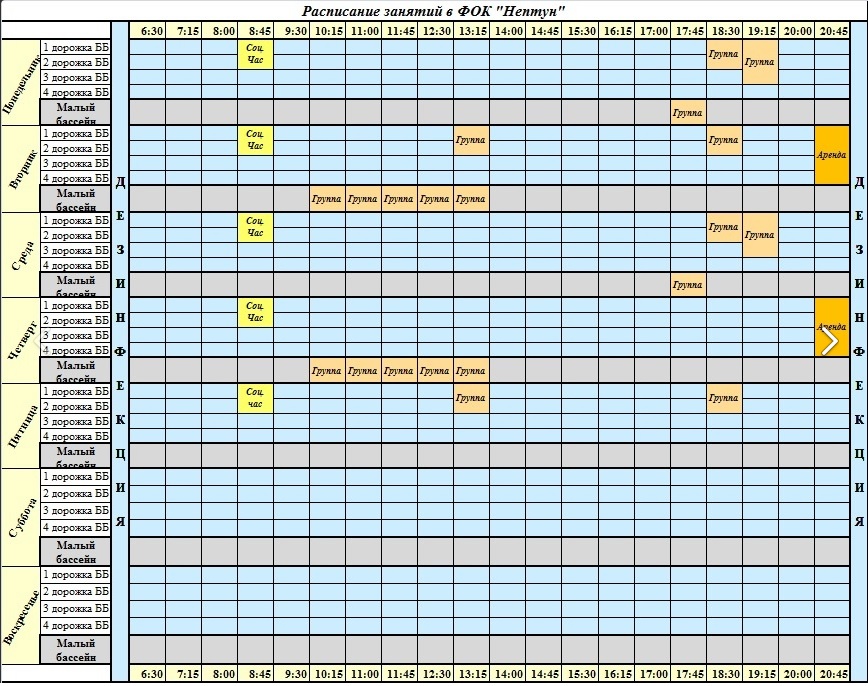 Расписание занятий в ФОК "Нептун"
6:30 7:15 8:00 8:45 9:30 10:15 11:00 11:45 12:30 13:15 14:00 14:45 15:30 16:15 17:00 17:45 18:30 19:15 20:00 20:45
Понедельник
1 дорожка ББ Соц. Группа Группа
2 дорожка ББ Час
3 дорожка ББ
4 дорожка ББ
Малый
бассейн Группа
Вторник
1 дорожка ББ Соц. Группа Группа Аренда
2 дорожка ББ Час
3 дорожка ББ
4 дорожка ББ
Малый
бассейн Группа Группа Группа Группа Группа
Среда
1 дорожка ББ Соц. Группа Группа
2 дорожка ББ Час
3 дорожка ББ
4 дорожка ББ
Малый
бассейн Группа
Четверг
1 дорожка ББ Соц. Аренда
2 дорожка ББ Час
3 дорожка ББ
4 дорожка ББ
Малый
бассейн Группа Группа Группа Группа Группа
Пятница
1 дорожка ББ Соц. Группа Группа
2 дорожка ББ час
3 дорожка ББ
4 дорожка ББ
Малый
бассейн
Суббота
1 дорожка ББ
2 дорожка ББ
3 дорожка ББ
4 дорожка ББ
Малый
бассейн
Воскресенье
1 дорожка ББ
2 дорожка ББ
3 дорожка ББ
4 дорожка ББ
Малый
бассейн
ДЕЗИНФЕКЦИЯ
ДЕЗИНФЕКЦИЯ
6:30 7:15 8:00 8:45 9:30 10:15 11:00 11:45 12:30 13:15 14:00 14:45 15:30 16:15 17:00 17:45 18:30 19:15 20:00 20:45